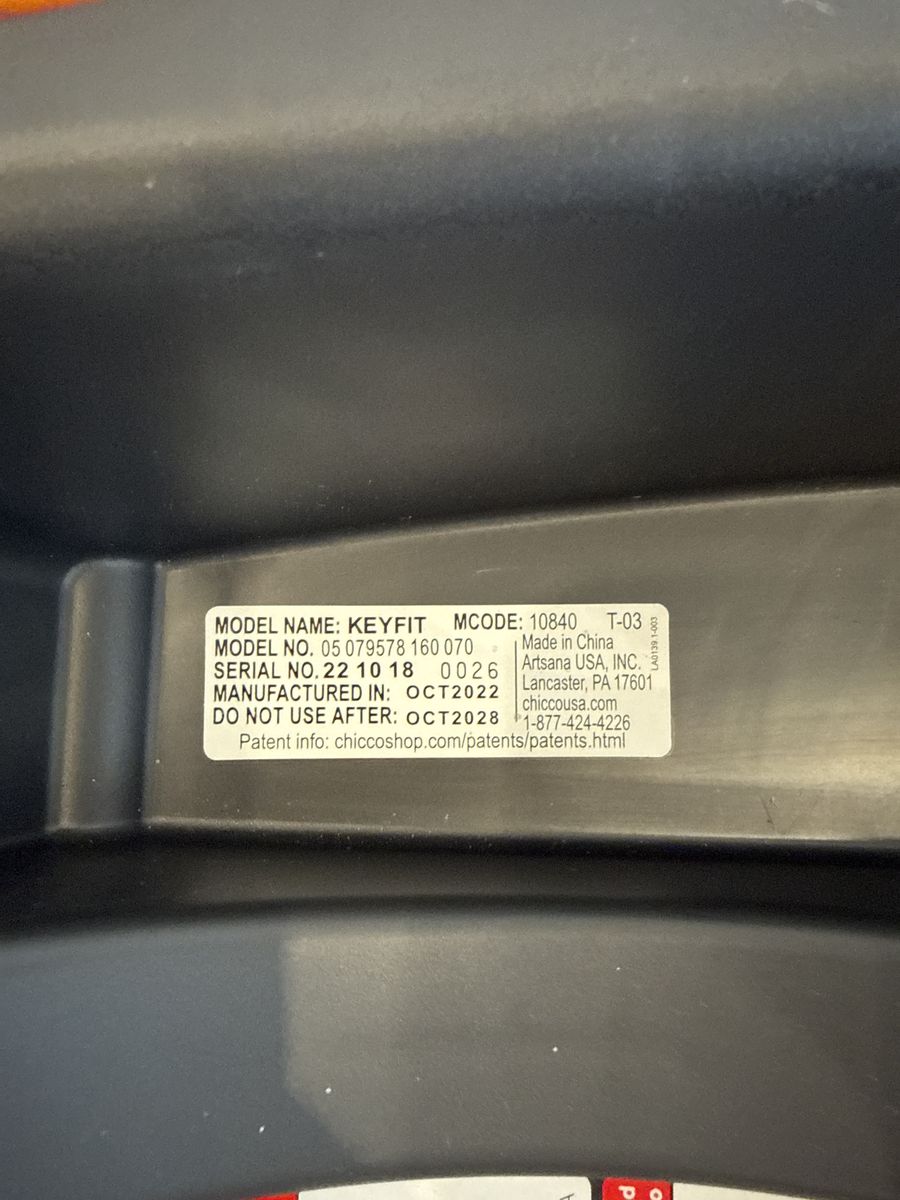 MODEL NAME: KEYFIT MCODE: 10840 T-03
MODEL NO. 05 079578 160 070
SERIAL NO. 22 10 18 0026
MANUFACTURED IN: OCT2022
DO NOT USE AFTER: OCT2028
Made in China
Artsana USA, INC.
Lancaster, PA 17601
chiccousa.com
1-877-424-4226
LA0139.1-003
Patent info: chiccoshop.com/patents/patents.html